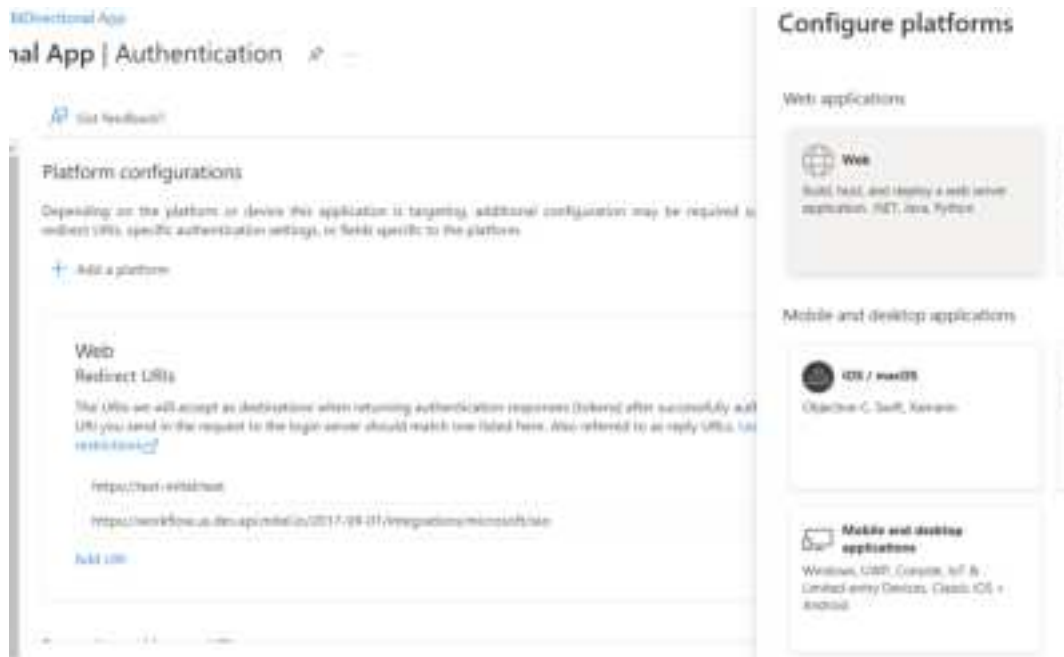 BiDirectional App
nal App | Authentication
Got feedback?
Platform configurations
Depending on the platform or device this application is targeting, additional configuration may be required
redirect URIs, specific authentication settings, or fields specific to the platform.
+ Add a platform
Web
Redirect URIs
The URIs we will accept as destinations when returning authentication responses (tokens) after successfully
URI you send in the request to the login server should match one listed here. Also referred to as reply URLs.
restrictions
Add URI
Configure platforms
Web applications
Web
Build, host, and deploy a web server
application. .NET, Java, Python
Mobile and desktop applications
iOS / macOS
Objective-C, Swift, Xamarin
Mobile and desktop
applications
Windows, UWP, Console, IoT &
Limited-entry Devices, Classic iOS +
Android